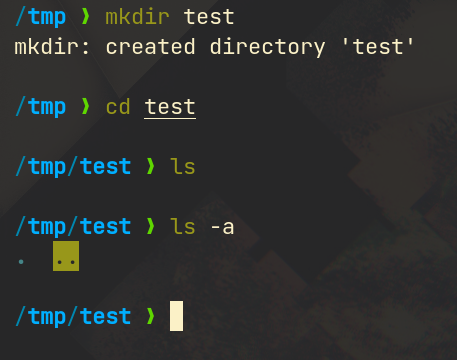 /tmp ❯ mkdir test
mkdir: created directory 'test'
/tmp ❯ cd test
/tmp/test ❯ ls
/tmp/test ❯ ls -a
.  ..
/tmp/test ❯